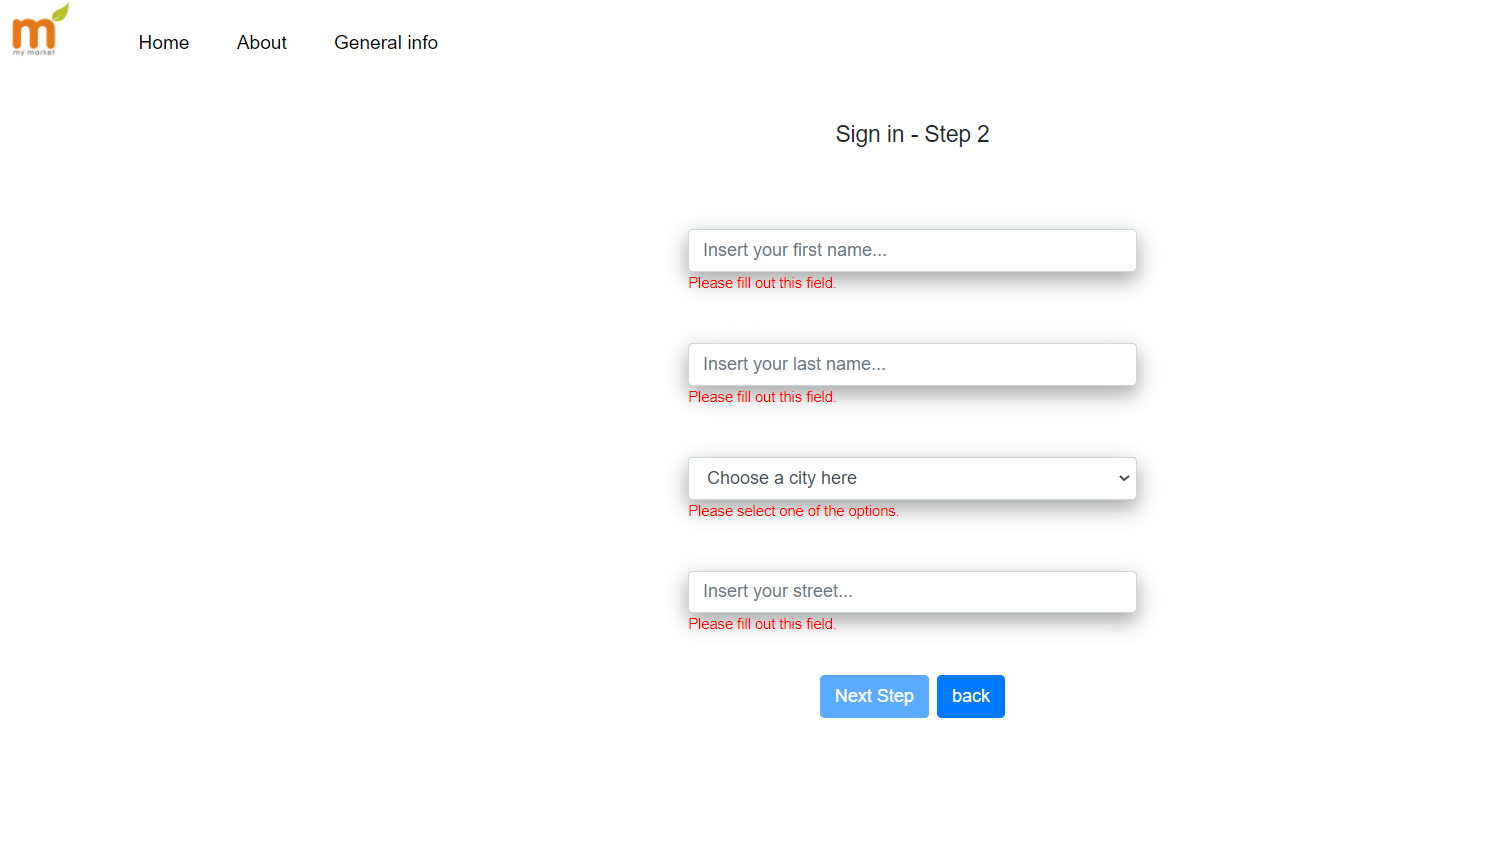 my market
Home
About
General info
Sign in - Step 2
Insert your first name...
Please fill out this field.
Insert your last name...
Please fill out this field.
Choose a city here
Please select one of the options.
Insert your street...
Please fill out this field.
Next Step
back